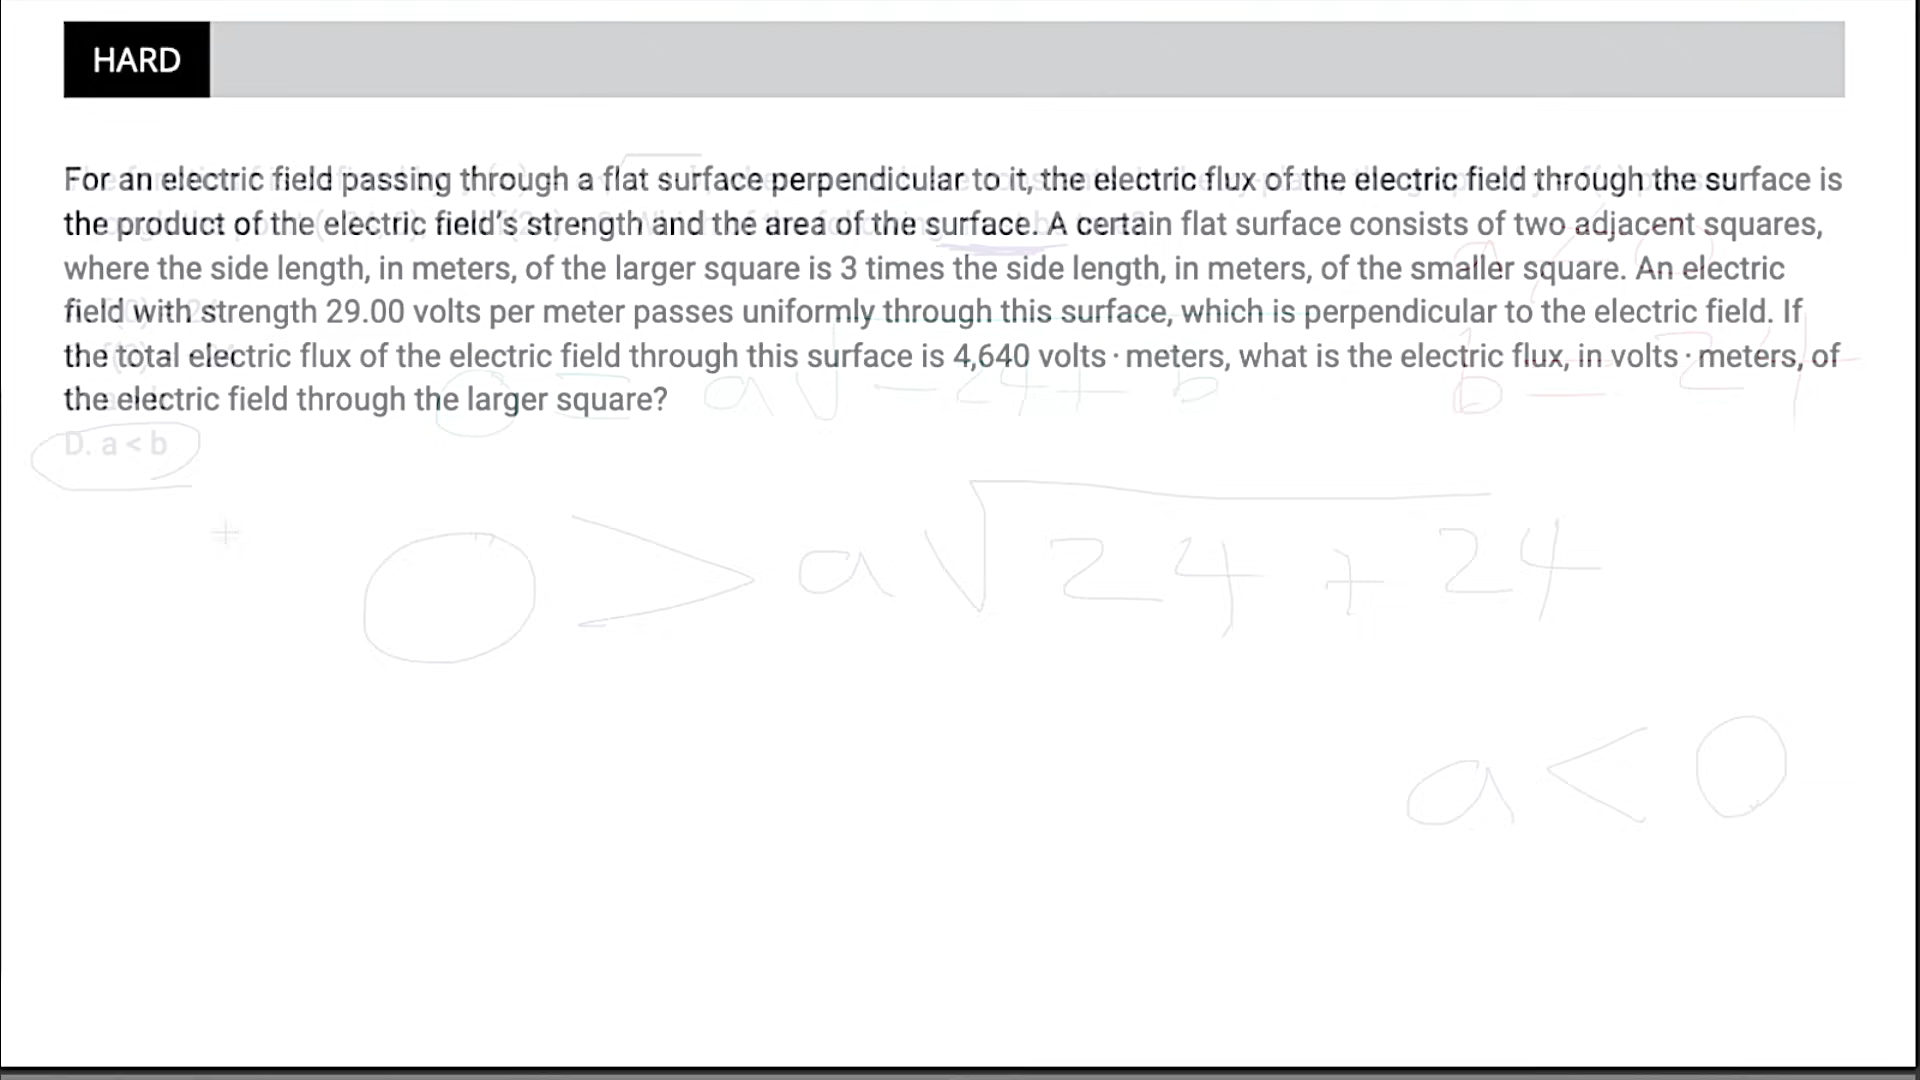 HARD
For an electric field passing through a flat surface perpendicular to it, the electric flux of the electric field through the surface is
the product of the electric field's strength and the area of the surface. A certain flat surface consists of two adjacent squares,
where the side length, in meters, of the larger square is 3 times the side length, in meters, of the smaller square. An electric
field with strength 29.00 volts per meter passes uniformly through this surface, which is perpendicular to the electric field. If
the total electric flux of the electric field through this surface is 4,640 volts · meters, what is the electric flux, in volts · meters, of
the electric field through the larger square?
0 = a√-24+b
b = 24
D. a < b
0 > a√24 + 24
a < 0